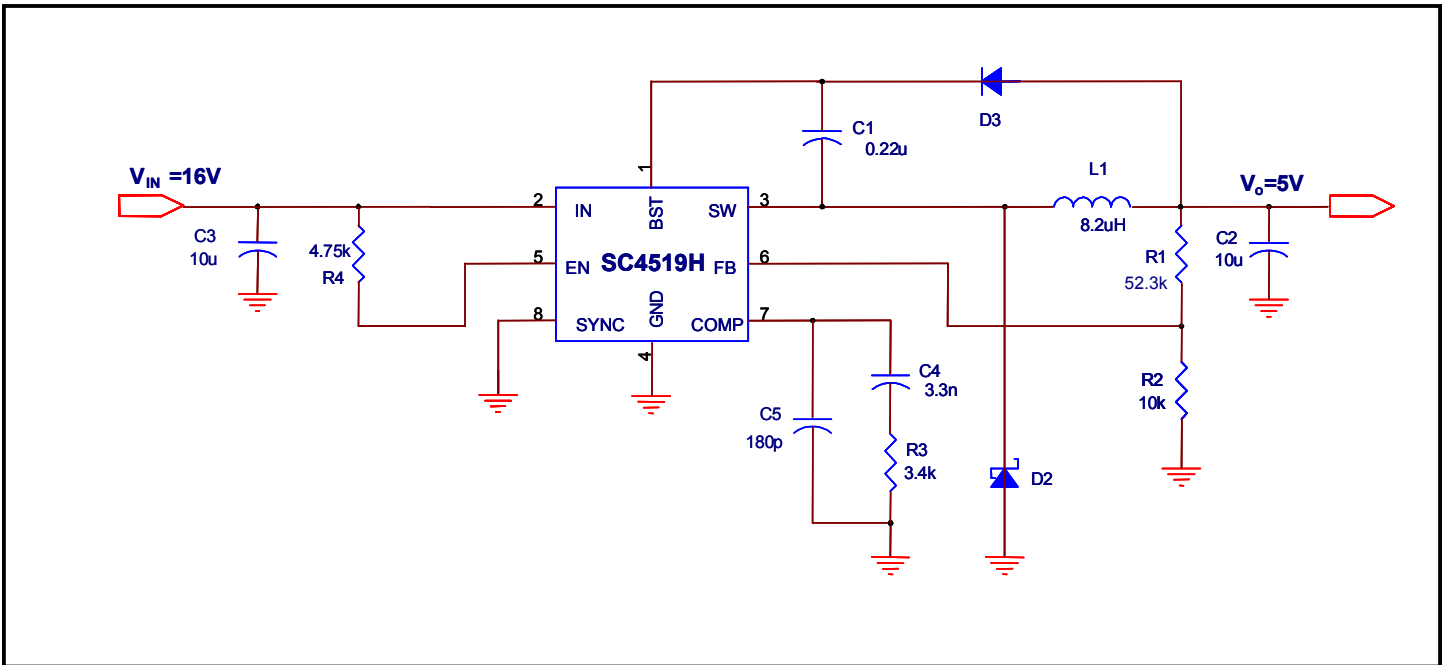 D3
C1
0.22u
L1
V_IN =16V
V_o=5V
1
2
3
IN
BST
SW
8.2uH
C3
10u
4.75k
R4
5
EN
SC4519H
FB
6
R1
52.3k
C2
10u
8
SYNC
GND
COMP
7
4
C4
3.3n
R2
10k
C5
180p
R3
3.4k
D2